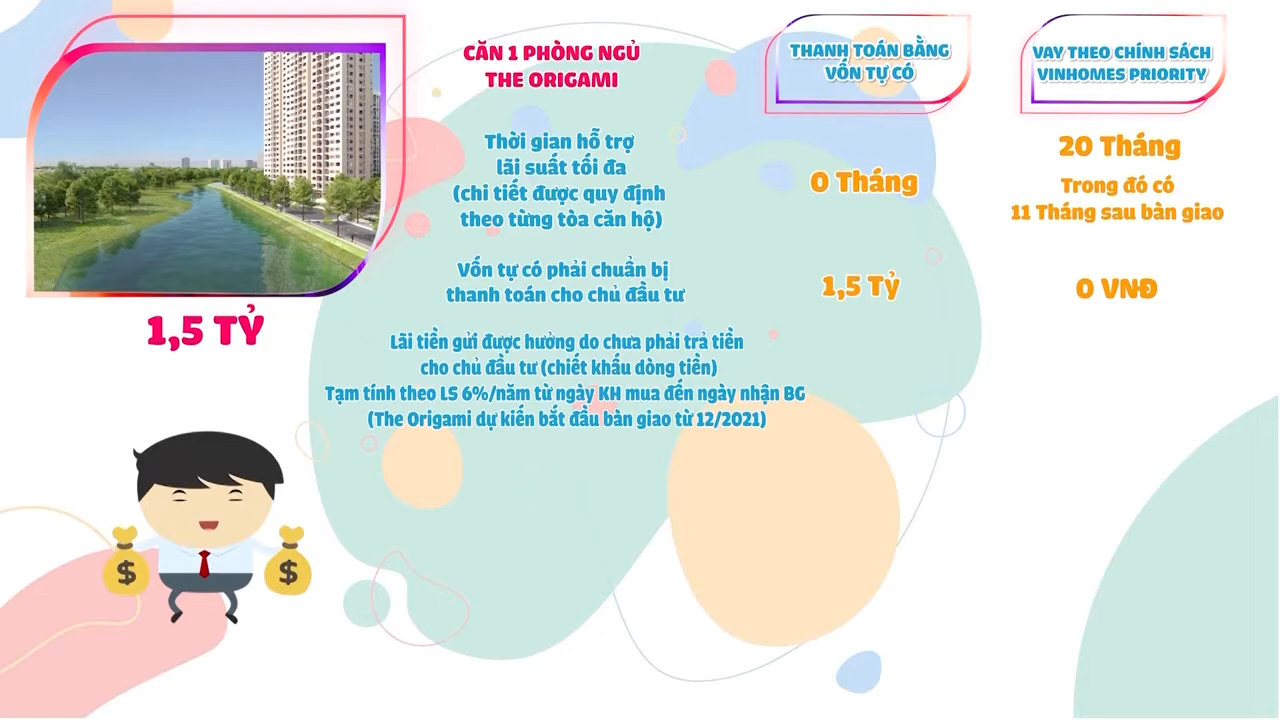 CĂN 1 PHÒNG NGỦ
THE ORIGAMI
THANH TOÁN BẰNG
VỐN TỰ CÓ
VAY THEO CHÍNH SÁCH
VINHOMES PRIORITY
Thời gian hỗ trợ
lãi suất tối đa
(chi tiết được quy định
theo từng tòa căn hộ)
0 Tháng
20 Tháng
Trong đó có
11 Tháng sau bàn giao
Vốn tự có phải chuẩn bị
thanh toán cho chủ đầu tư
1,5 Tỷ
0 VNĐ
1,5 TỶ
Lãi tiền gửi được hưởng do chưa phải trả tiền
cho chủ đầu tư (chiết khấu dòng tiền)
Tạm tính theo LS 6%/năm từ ngày KH mua đến ngày nhận BG
(The Origami dự kiến bắt đầu bàn giao từ 12/2021)
$
$